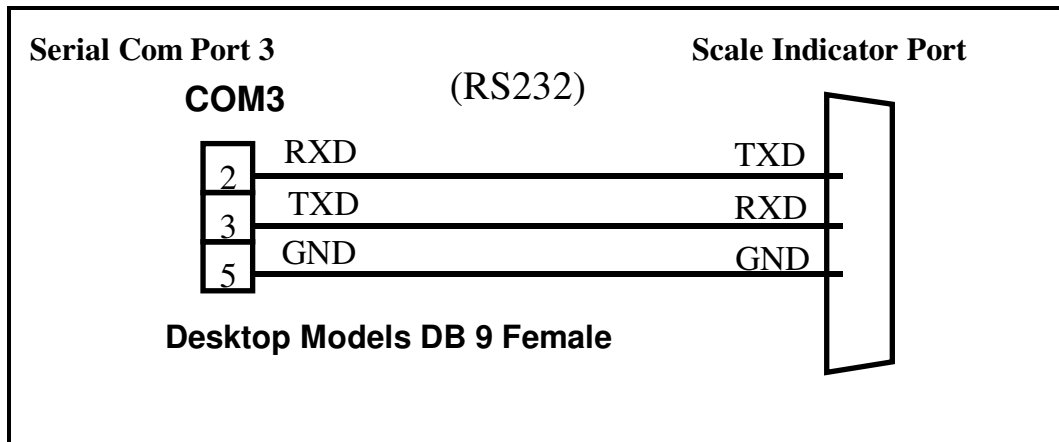 Serial Com Port 3
Scale Indicator Port
COM3
(RS232)
2
RXD
TXD
3
TXD
RXD
5
GND
GND
Desktop Models DB 9 Female